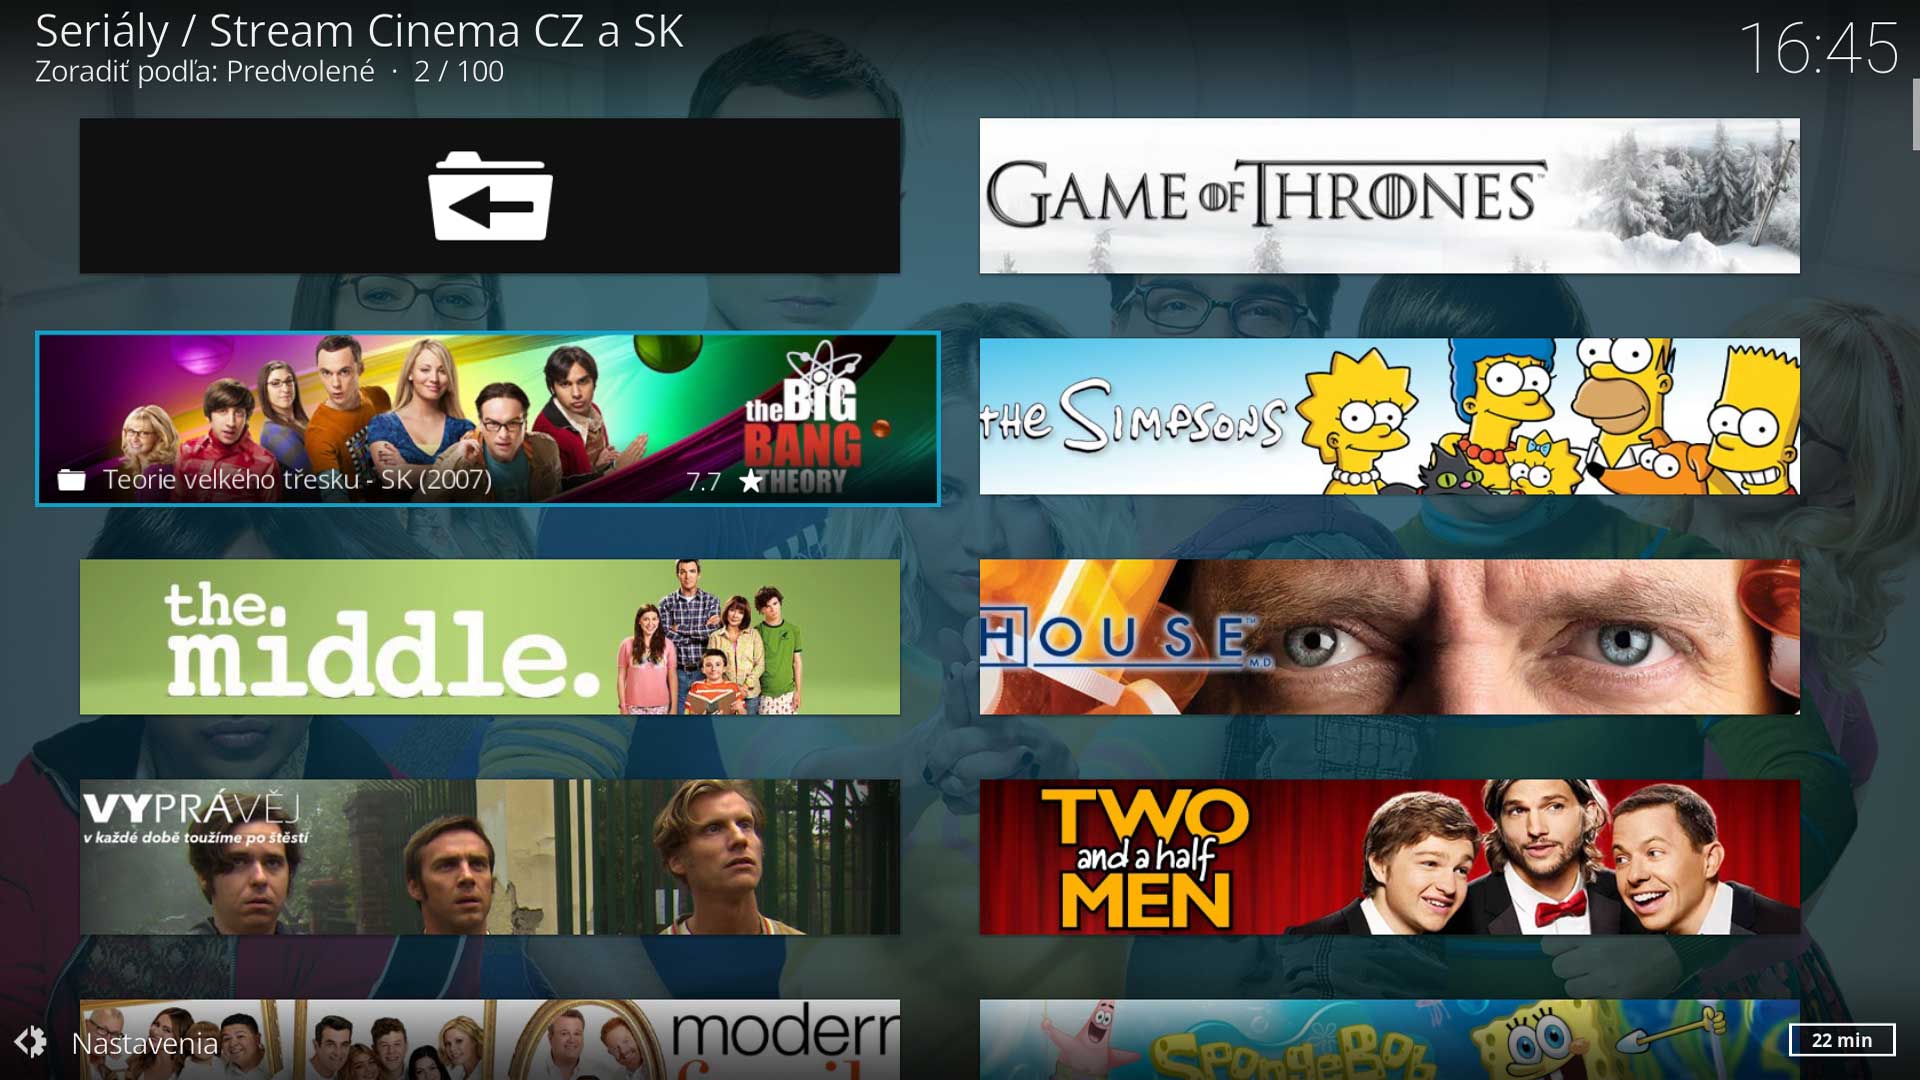 Seriály / Stream Cinema CZ a SK
Zoradiť podľa: Predvolené · 2 / 100
16:45
GAME OF THRONES
the BIG
BANG
THEORY
Teorie velkého třesku - SK (2007)
7.7
the SIMPSONS
the
middle.
HOUSE™
M.D.
VYPRÁVĚJ
v každé době toužíme po štěstí
TWO
and a half
MEN
modern
SpongeBob
Nastavenia
22 min